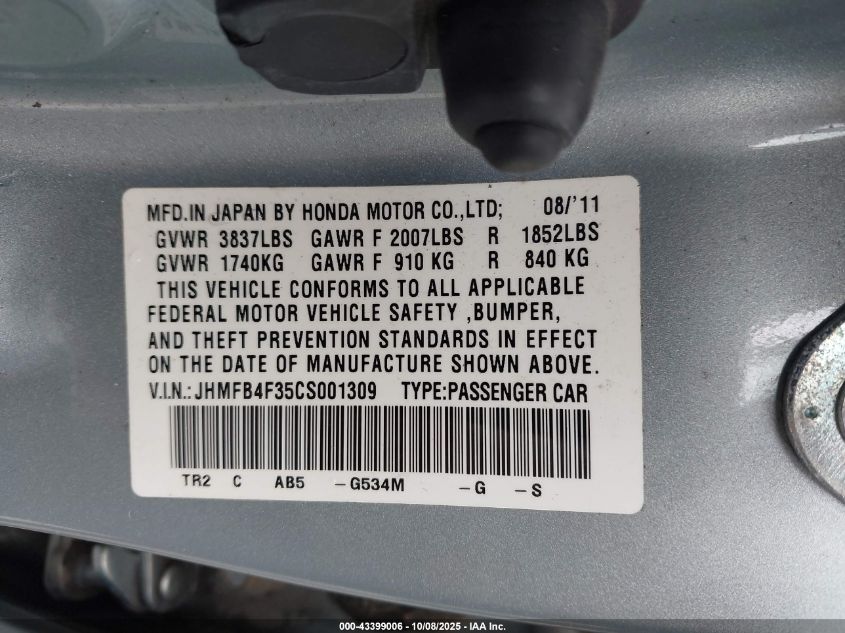 MFD.IN JAPAN BY HONDA MOTOR CO.,LTD; 08/'11
GVWR 3837LBS GAWR F 2007LBS R 1852LBS
GVWR 1740KG GAWR F 910 KG R 840 KG
THIS VEHICLE CONFORMS TO ALL APPLICABLE
FEDERAL MOTOR VEHICLE SAFETY ,BUMPER,
AND THEFT PREVENTION STANDARDS IN EFFECT
ON THE DATE OF MANUFACTURE SHOWN ABOVE.
V.I.N.:JHMFB4F35CS001309 TYPE:PASSENGER CAR
TR2 C AB5 -G534M -G -S
000-43399006 - 10/08/2025 - IAA Inc.